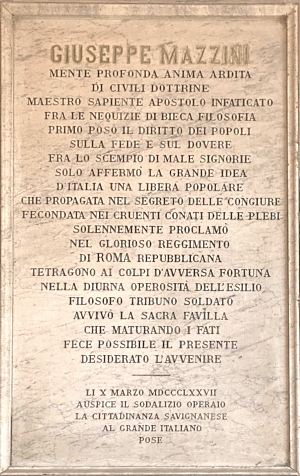 GIUSEPPE MAZZINI
MENTE PROFONDA ANIMA ARDITA
DI CIVILI DOTTRINE
MAESTRO SAPIENTE APOSTOLO INFATICATO
FRA LE NEQUIZIE DI BIECA FILOSOFIA
PRIMO POSÒ IL DIRITTO DEI POPOLI
SULLA FEDE E SUL DOVERE
FRA LO SCEMPIO DI MALE SIGNORIE
SOLO AFFERMÒ LA GRANDE IDEA
D'ITALIA UNA LIBERA POPOLARE
CHE PROPAGATA NEL SEGRETO DELLE CONGIURE
FECONDATA NEI CRUENTI CONATI DELLE PLEBI
SOLENNEMENTE PROCLAMÒ
NEL GLORIOSO REGGIMENTO
DI ROMA REPUBBLICANA
TETRAGONO AI COLPI D'AVVERSA FORTUNA
NELLA DIURNA OPEROSITÀ DELL'ESILIO
FILOSOFO TRIBUNO SOLDATO
AVVIVÒ LA SACRA FAVILLA
CHE MATURANDO I FATI
FECE POSSIBILE IL PRESENTE
DESIDERATO L'AVVENIRE
LI X MARZO MDCCCLXXVII
AUSPICE IL SODALIZIO OPERAIO
LA CITTADINANZA SAVIGNANESE
AL GRANDE ITALIANO
POSE